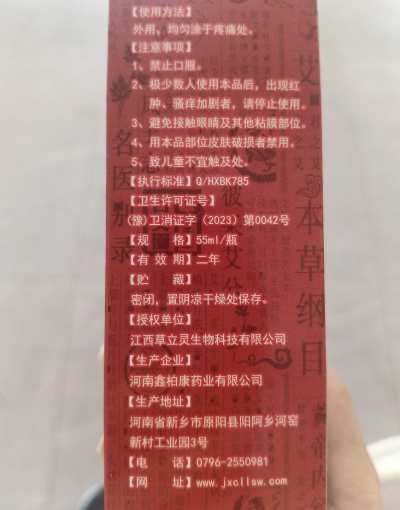 【使用方法】
外用，均匀涂于疼痛处。
【注意事项】
1、禁止口服。
2、极少数人使用本品后，出现红
肿、骚痒加剧者，请停止使用。
3、避免接触眼睛及其他粘膜部位。
4、用本品部位皮肤破损者禁用。
5、致儿童不宜触及处。
【执行标准】Q/HXBK785
【卫生许可证号】
(豫)卫消证字（2023）第0042号
【规 格】55ml/瓶
【有 效 期】二年
【贮 藏】
密闭，置阴凉干燥处保存。
【授权单位】
江西草立灵生物科技有限公司
【生产企业】
河南鑫柏康药业有限公司
【生产地址】
河南省新乡市原阳县阳阿乡河窑
新村工业园3号
【电 话】0796-2550981
【网 址】www.jxcllsw.com
本草纲目
名医别录